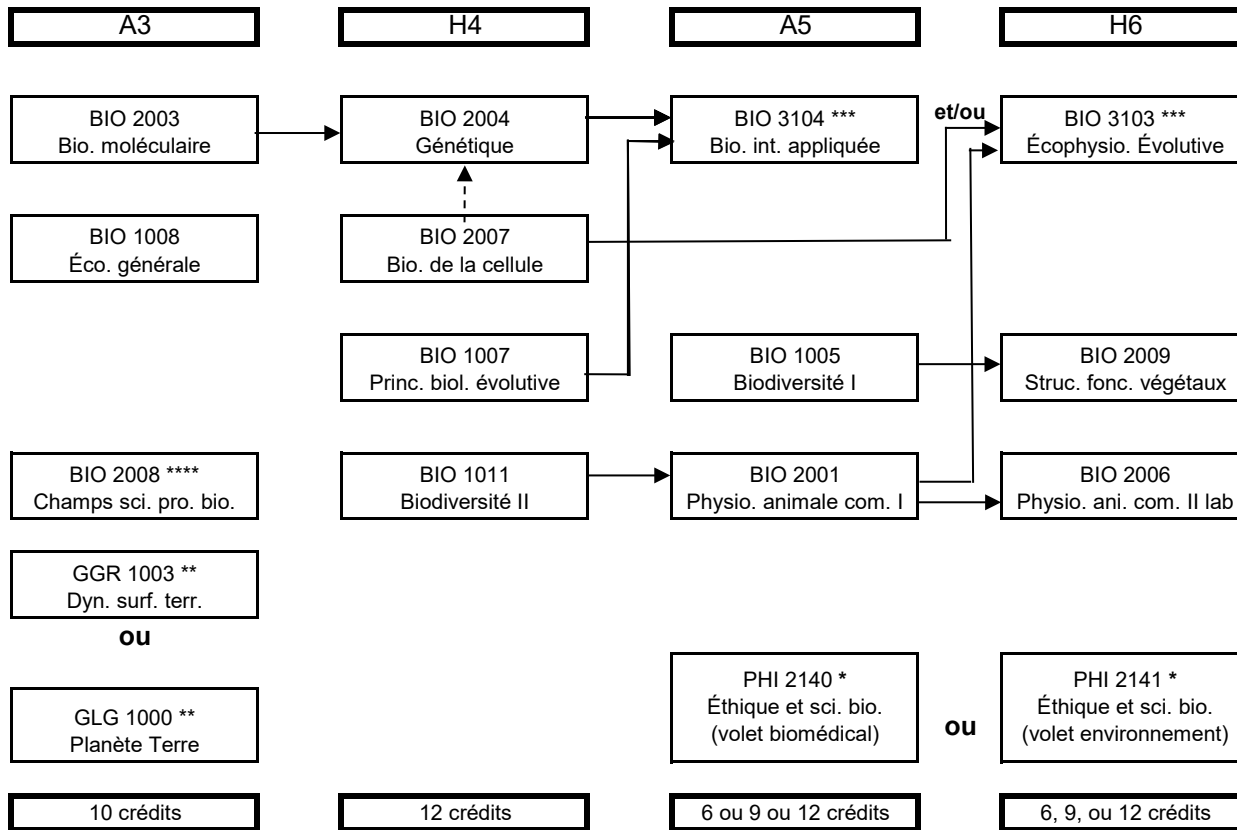 A3
H4
A5
H6
BIO 2003
Bio. moléculaire
BIO 2004
Génétique
BIO 3104 ***
Bio. int. appliquée
et/ou
BIO 3103 ***
Écophysio. Évolutive
BIO 1008
Éco. générale
BIO 2007
Bio. de la cellule
BIO 1007
Princ. biol. évolutive
BIO 1005
Biodiversité I
BIO 2009
Struc. fonc. végétaux
BIO 2008 ****
Champs sci. pro. bio.
BIO 1011
Biodiversité II
BIO 2001
Physio. animale com. I
BIO 2006
Physio. ani. com. II lab
GGR 1003 **
Dyn. surf. terr.
ou
GLG 1000 **
Planète Terre
PHI 2140 *
Éthique et sci. bio.
(volet biomédical)
ou
PHI 2141 *
Éthique et sci. bio.
(volet environnement)
10 crédits
12 crédits
6 ou 9 ou 12 crédits
6, 9, ou 12 crédits